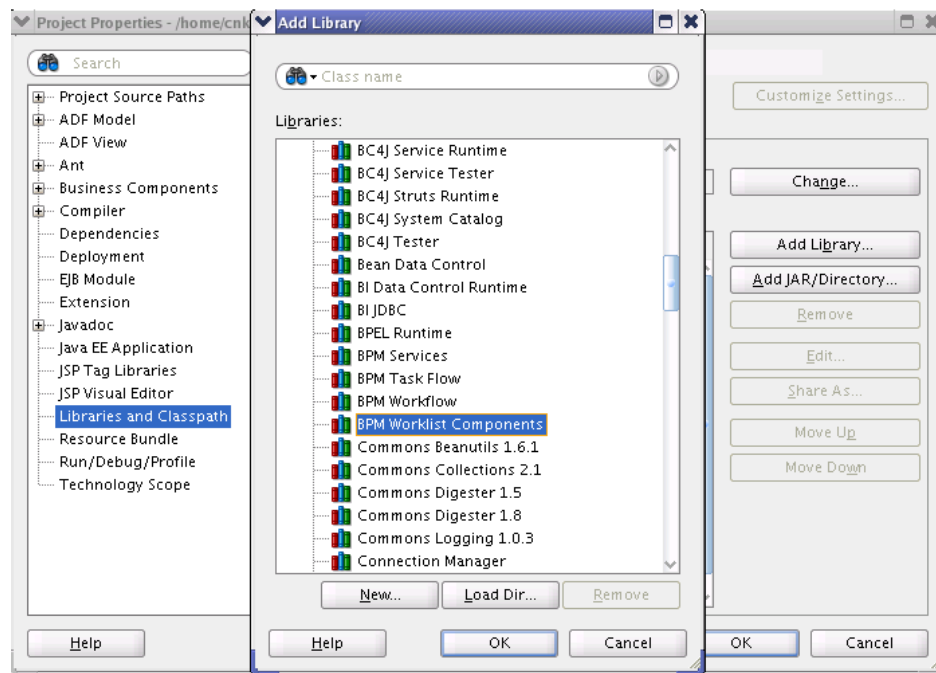 Project Properties - /home/cnk
Search
Project Source Paths
ADF Model
ADF View
Ant
Business Components
Compiler
Dependencies
Deployment
EJB Module
Extension
Javadoc
Java EE Application
JSP Tag Libraries
JSP Visual Editor
Libraries and Classpath
Resource Bundle
Run/Debug/Profile
Technology Scope
Help
Add Library
Class name
Libraries:
BC4J Service Runtime
BC4J Service Tester
BC4J Struts Runtime
BC4J System Catalog
BC4J Tester
Bean Data Control
BI Data Control Runtime
BI JDBC
BPEL Runtime
BPM Services
BPM Task Flow
BPM Workflow
BPM Worklist Components
Commons Beanutils 1.6.1
Commons Collections 2.1
Commons Digester 1.5
Commons Digester 1.8
Commons Logging 1.0.3
Connection Manager
New... Load Dir... Remove
Help OK Cancel
Customize Settings...
Change...
Add Library...
Add JAR/Directory...
Remove
Edit...
Share As...
Move Up
Move Down
OK Cancel